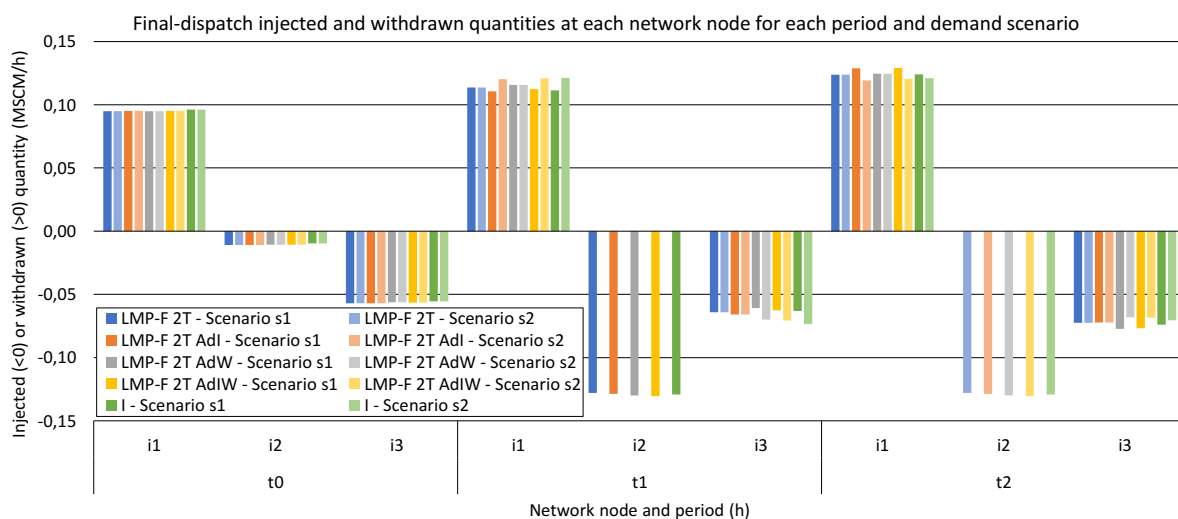 Final-dispatch injected and withdrawn quantities at each network node for each period and demand scenario
Injected (<0) or withdrawn (>0) quantity (MSCM/h)
0,15
0,10
0,05
0,00
-0,05
-0,10
-0,15
LMP-F 2T - Scenario s1
LMP-F 2T - Scenario s2
LMP-F 2T AdI - Scenario s1
LMP-F 2T AdI - Scenario s2
LMP-F 2T AdW - Scenario s1
LMP-F 2T AdW - Scenario s2
LMP-F 2T AdIW - Scenario s1
LMP-F 2T AdIW - Scenario s2
I - Scenario s1
I - Scenario s2
i1 i2 i3 i1 i2 i3 i1 i2 i3
t0 t1 t2
Network node and period (h)